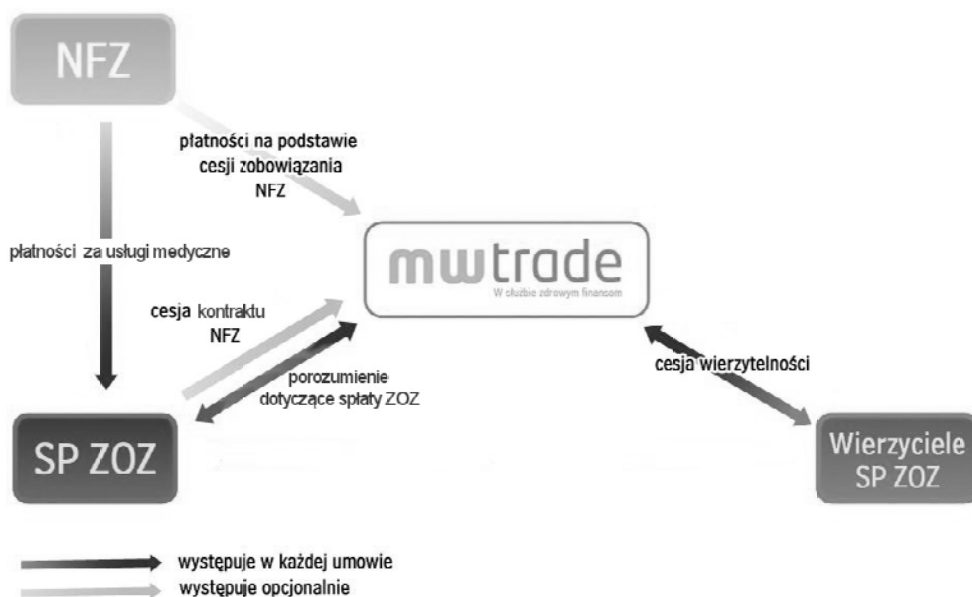 NFZ
płatności na podstawie
cesji zobowiązania
NFZ
płatności za usługi medyczne
mwtrade
W służbie zdrowym finansom
cesja kontraktu
NFZ
porozumienie
dotyczące spłaty ZOZ
cesja wierzytelności
SP ZOZ
Wierzyciele
SP ZOZ
występuje w każdej umowie
występuje opcjonalnie